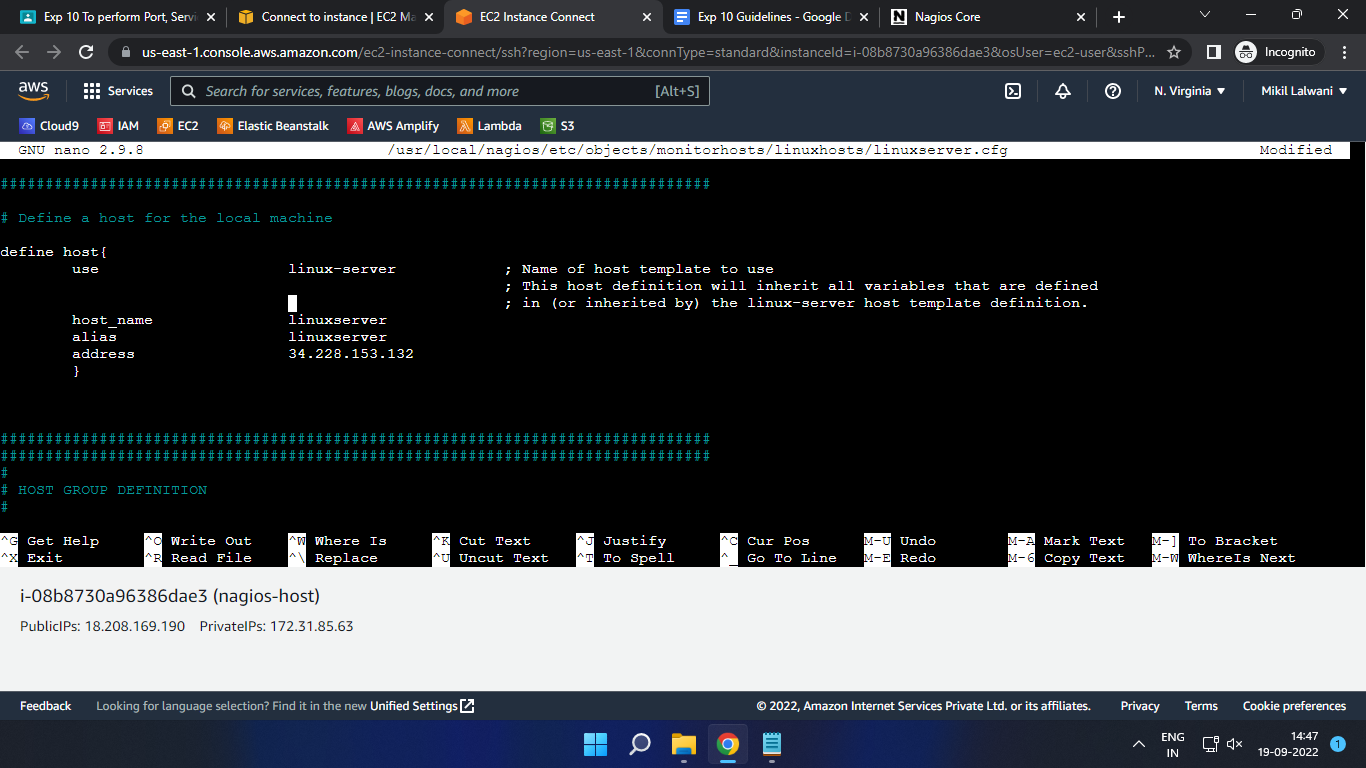 Exp 10 To perform Port, Servi
Connect to instance | EC2 Ma
EC2 Instance Connect
Exp 10 Guidelines - Google D
Nagios Core
us-east-1.console.aws.amazon.com/ec2-instance-connect/ssh?region=us-east-1&connType=standard&instanceId=i-08b8730a96386dae3&osUser=ec2-user&sshP...
Incognito
aws
Services
Search for services, features, blogs, docs, and more
[Alt+S]
N. Virginia
Mikil Lalwani
Cloud9 IAM EC2 Elastic Beanstalk AWS Amplify Lambda S3
GNU nano 2.9.8 /usr/local/nagios/etc/objects/monitorhosts/linuxhosts/linuxserver.cfg Modified
###############################################################################
# Define a host for the local machine
define host{
use linux-server ; Name of host template to use
; This host definition will inherit all variables that are defined
; in (or inherited by) the linux-server host template definition.
host_name linuxserver
alias linuxserver
address 34.228.153.132
}
###############################################################################
###############################################################################
#
# HOST GROUP DEFINITION
#
^G Get Help ^O Write Out ^W Where Is ^K Cut Text ^J Justify ^C Cur Pos M-U Undo M-A Mark Text M-] To Bracket
^X Exit ^R Read File ^\ Replace ^U Uncut Text ^T To Spell ^_ Go To Line M-E Redo M-6 Copy Text M-W WhereIs Next
i-08b8730a96386dae3 (nagios-host)
PublicIPs: 18.208.169.190 PrivateIPs: 172.31.85.63
Feedback Looking for language selection? Find it in the new Unified Settings © 2022, Amazon Internet Services Private Ltd. or its affiliates. Privacy Terms Cookie preferences
ENG
IN
14:47
19-09-2022
1